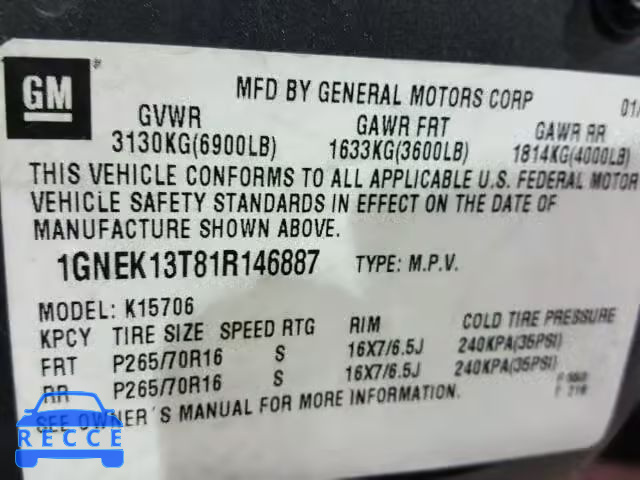 GM ®
MFD BY GENERAL MOTORS CORP 01/
GVWR GAWR FRT GAWR RR
3130KG(6900LB) 1633KG(3600LB) 1814KG(4000LB)
THIS VEHICLE CONFORMS TO ALL APPLICABLE U.S. FEDERAL MOTOR
VEHICLE SAFETY STANDARDS IN EFFECT ON THE DATE OF
MANUFACTURE SHOWN ABOVE.
1GNEK13T81R146887 TYPE: M.P.V.
MODEL: K15706
KPCY TIRE SIZE SPEED RTG RIM COLD TIRE PRESSURE
FRT P265/70R16 S 16X7/6.5J 240KPA(35PSI)
RR P265/70R16 S 16X7/6.5J 240KPA(35PSI)
SEE OWNER'S MANUAL FOR MORE INFORMATION.
RECCE